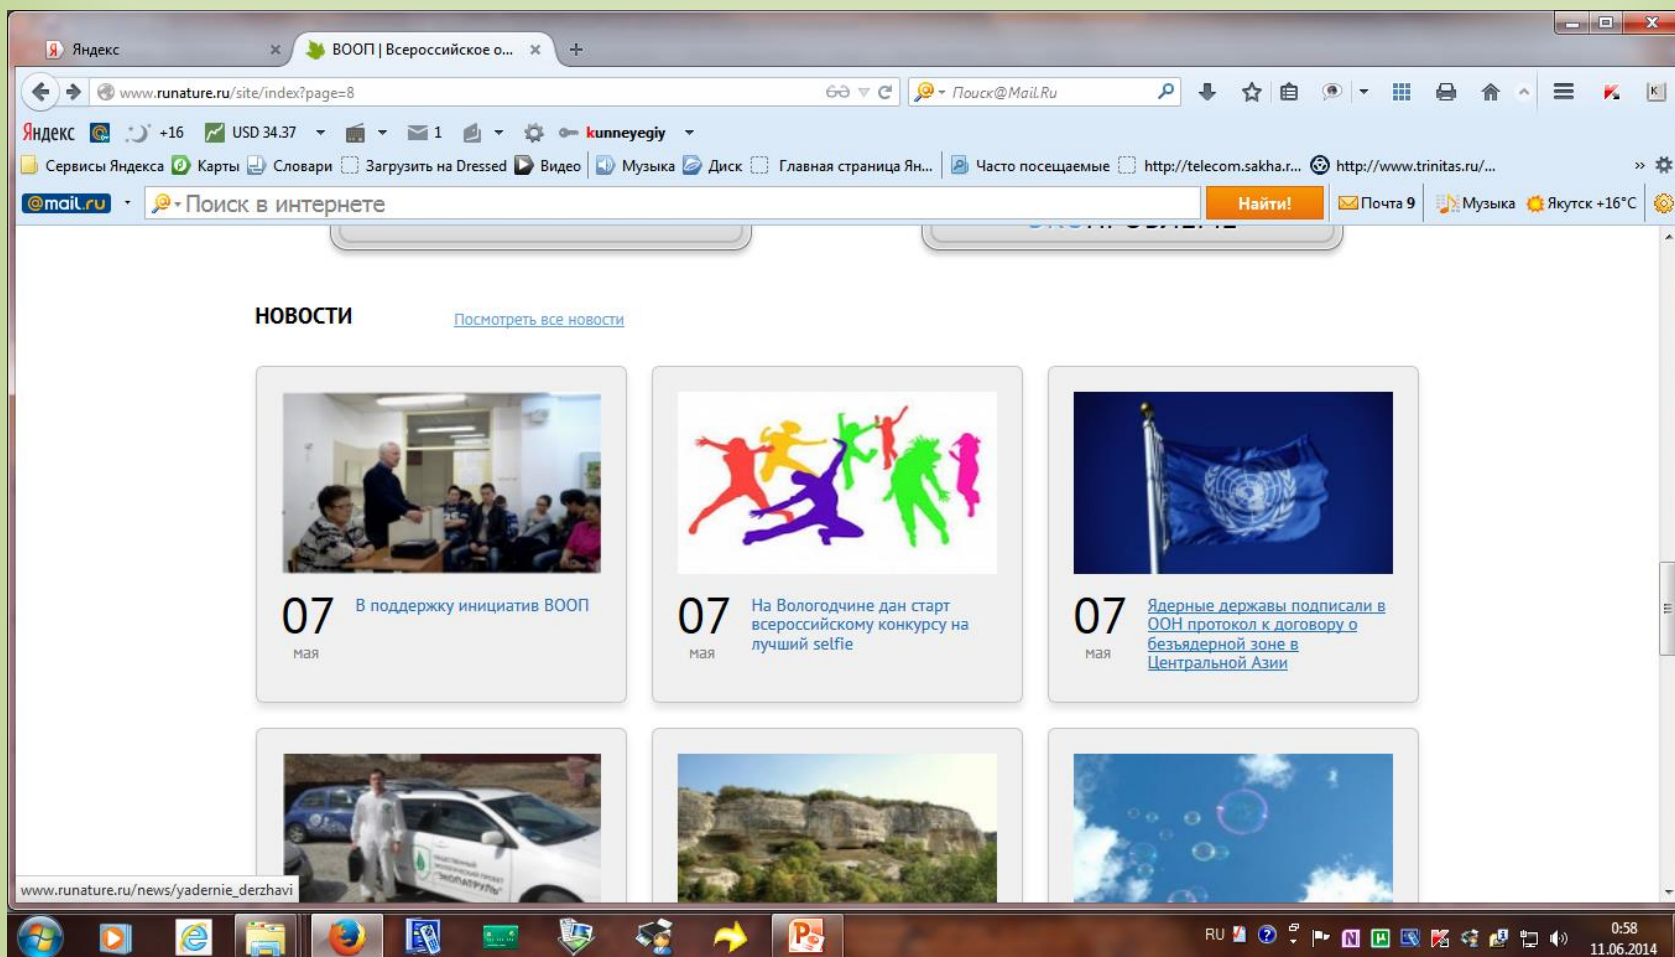 Яндекс
ВООП | Всероссийское о...
www.runature.ru/site/index?page=8
Поиск@Mail.Ru
Яндекс +16 USD 34.37 1 kunneyegiy
Сервисы Яндекса Карты Словари Загрузить на Dressed Видео Музыка Диск Главная страница Ян... Часто посещаемые http://telecom.sakha.r... http://www.trinitas.ru/...
@mail.ru Поиск в интернете Найти! Почта 9 Музыка Якутск +16°C
НОВОСТИ
Посмотреть все новости
07
мая
В поддержку инициатив ВООП
07
мая
На Вологодчине дан старт
всероссийскому конкурсу на
лучший selfie
07
мая
Ядерные державы подписали в
ООН протокол к договору о
безъядерной зоне в
Центральной Азии
ЭКОПАТРУЛЬ
www.runature.ru/news/yadernie_derzhavi
RU
0:58
11.06.2014